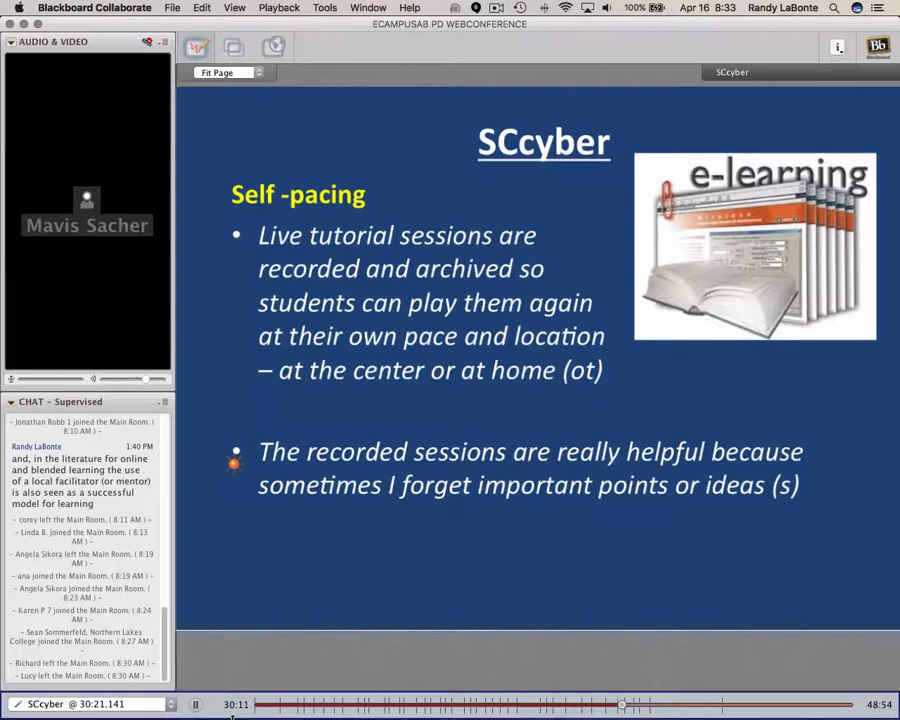 Blackboard Collaborate File Edit View Playback Tools Window Help 100% Apr 16 8:33 Randy LaBonte
ECAMPUSAB PD WEBCONFERENCE
AUDIO & VIDEO
Fit Page
SCcyber
Bb
Blackboard
Mavis Sacher
SCcyber
e-learning
Self -pacing
• Live tutorial sessions are
recorded and archived so
students can play them again
at their own pace and location
– at the center or at home (ot)
• The recorded sessions are really helpful because
sometimes I forget important points or ideas (s)
CHAT – Supervised
– Jonathan Robb 1 joined the Main Room. (
8:10 AM ) –
Randy LaBonte 1:40 PM
and, in the literature for online
and blended learning the use
of a local facilitator (or mentor)
is also seen as a successful
model for learning
– corey left the Main Room. ( 8:11 AM ) –
– Linda B. joined the Main Room. ( 8:13
AM ) –
– Angela Sikora left the Main Room. ( 8:19
AM ) –
– ana joined the Main Room. ( 8:19 AM ) –
– Angela Sikora joined the Main Room. (
8:23 AM ) –
– Karen P 7 joined the Main Room. ( 8:24
AM ) –
– Sean Sommerfeld, Northern Lakes
College joined the Main Room. ( 8:27 AM )
–
– Richard left the Main Room. ( 8:30 AM ) –
– Lucy left the Main Room. ( 8:30 AM ) –
SCcyber @ 30:21.141
30:11
48:54